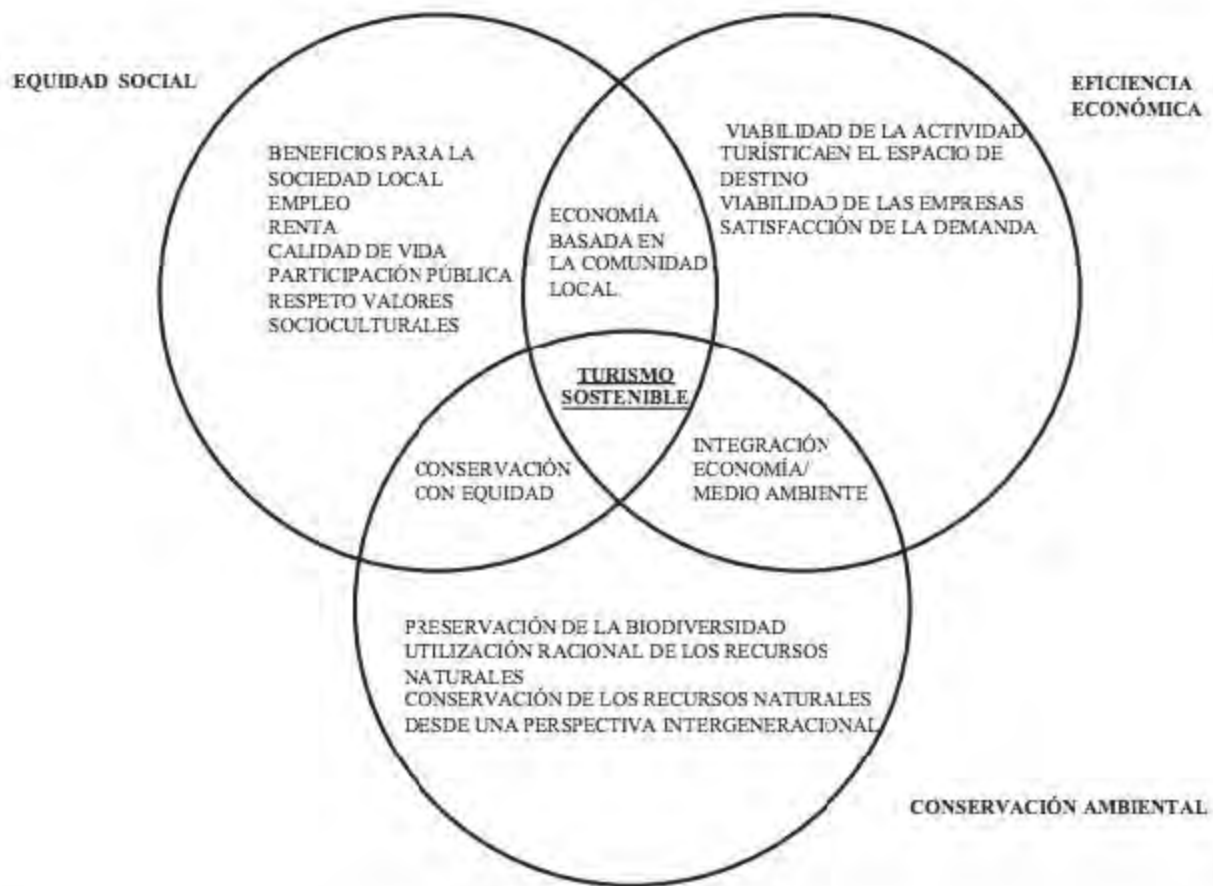 EQUIDAD SOCIAL
EFICIENCIA
ECONÓMICA
BENEFICIOS PARA LA
SOCIEDAD LOCAL
EMPLEO
RENTA
CALIDAD DE VIDA
PARTICIPACIÓN PÚBLICA
RESPETO VALORES
SOCIOCULTURALES
ECONOMÍA
BASADA EN
LA COMUNIDAD
LOCAL
VIABILIDAD DE LA ACTIVIDAD
TURÍSTICAEN EL ESPACIO DE
DESTINO
VIABILIDAD DE LAS EMPRESAS
SATISFACCIÓN DE LA DEMANDA
TURISMO
SOSTENIBLE
CONSERVACIÓN
CON EQUIDAD
INTEGRACIÓN
ECONOMÍA/
MEDIO AMBIENTE
PRESERVACIÓN DE LA BIODIVERSIDAD
UTILIZACIÓN RACIONAL DE LOS RECURSOS
NATURALES
CONSERVACIÓN DE LOS RECURSOS NATURALES
DESDE UNA PERSPECTIVA INTERGENERACIONAL
CONSERVACIÓN AMBIENTAL